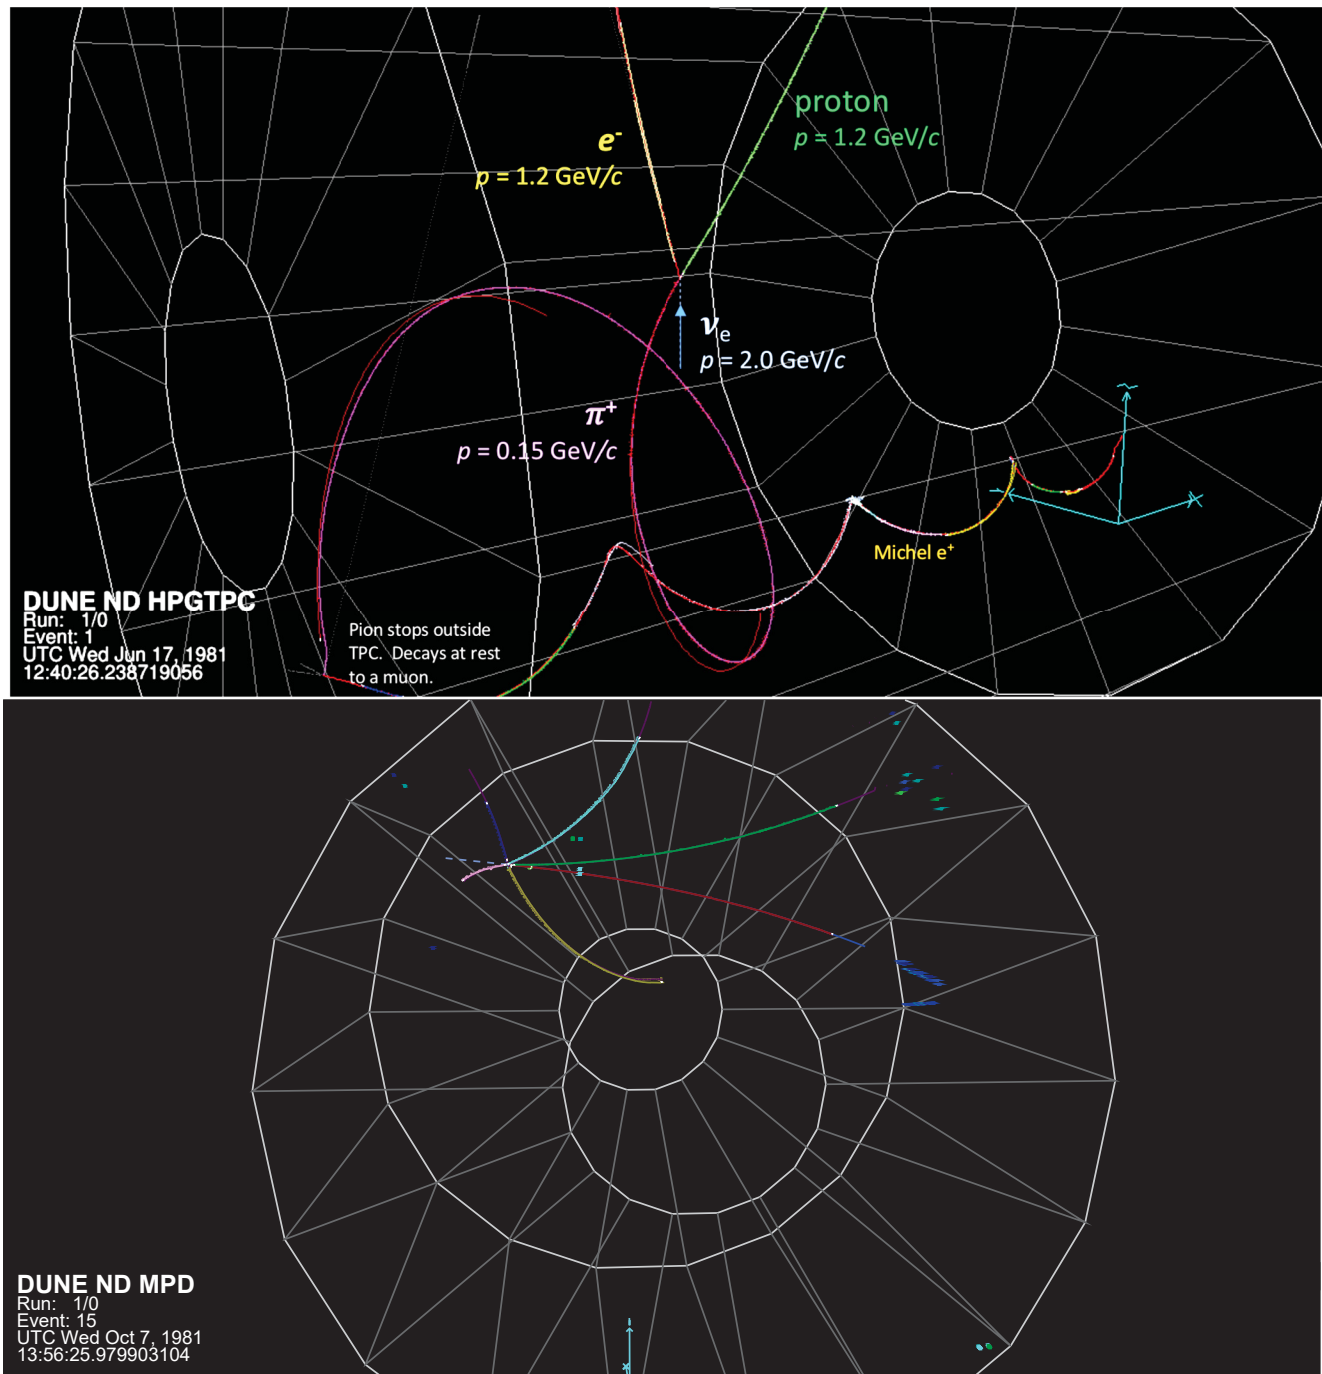 proton
p = 1.2 GeV/c
e-
p = 1.2 GeV/c
νe
p = 2.0 GeV/c
π+
p = 0.15 GeV/c
Michel e+
Pion stops outside
TPC. Decays at rest
to a muon.
DUNE ND HPGTPC
Run: 1/0
Event: 1
UTC Wed Jun 17, 1981
12:40:26.238719056
DUNE ND MPD
Run: 1/0
Event: 15
UTC Wed Oct 7, 1981
13:56:25.979903104